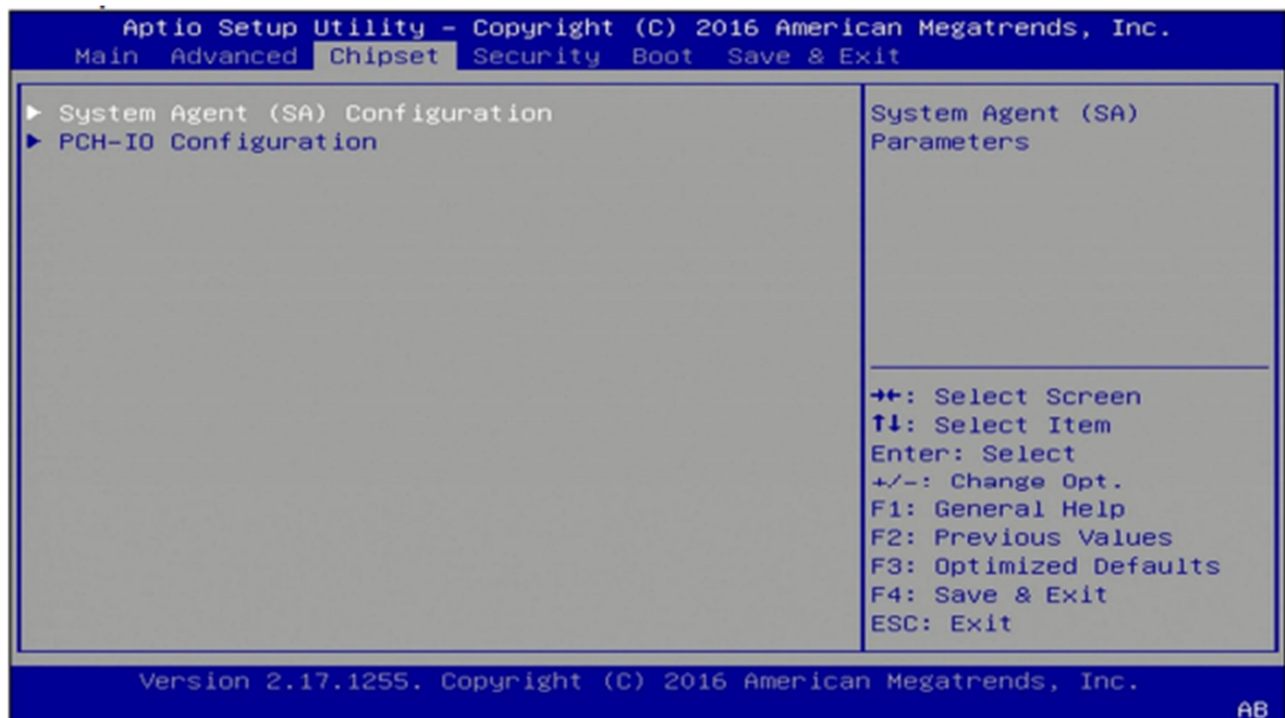 Aptio Setup Utility – Copyright (C) 2016 American Megatrends, Inc.
Main Advanced Chipset Security Boot Save & Exit
► System Agent (SA) Configuration
► PCH-IO Configuration
System Agent (SA)
Parameters
→←: Select Screen
↑↓: Select Item
Enter: Select
+/-: Change Opt.
F1: General Help
F2: Previous Values
F3: Optimized Defaults
F4: Save & Exit
ESC: Exit
Version 2.17.1255. Copyright (C) 2016 American Megatrends, Inc.
AB